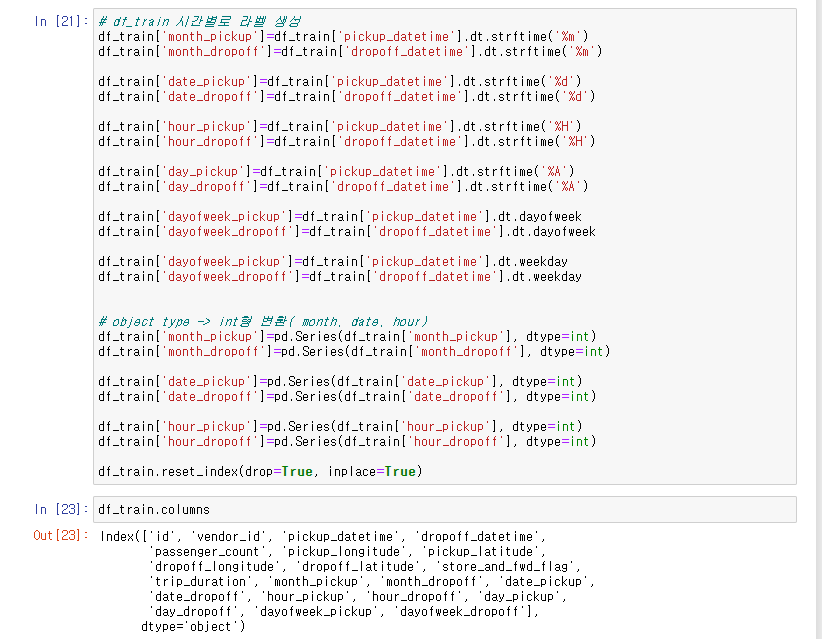 In [21]: # df_train 시간별로 라벨 생성
df_train['month_pickup']=df_train['pickup_datetime'].dt.strftime('%m')
df_train['month_dropoff']=df_train['dropoff_datetime'].dt.strftime('%m')
df_train['date_pickup']=df_train['pickup_datetime'].dt.strftime('%d')
df_train['date_dropoff']=df_train['dropoff_datetime'].dt.strftime('%d')
df_train['hour_pickup']=df_train['pickup_datetime'].dt.strftime('%H')
df_train['hour_dropoff']=df_train['dropoff_datetime'].dt.strftime('%H')
df_train['day_pickup']=df_train['pickup_datetime'].dt.strftime('%A')
df_train['day_dropoff']=df_train['dropoff_datetime'].dt.strftime('%A')
df_train['dayofweek_pickup']=df_train['pickup_datetime'].dt.dayofweek
df_train['dayofweek_dropoff']=df_train['dropoff_datetime'].dt.dayofweek
df_train['dayofweek_pickup']=df_train['pickup_datetime'].dt.weekday
df_train['dayofweek_dropoff']=df_train['dropoff_datetime'].dt.weekday
# object type -> int형 변환( month, date, hour)
df_train['month_pickup']=pd.Series(df_train['month_pickup'], dtype=int)
df_train['month_dropoff']=pd.Series(df_train['month_dropoff'], dtype=int)
df_train['date_pickup']=pd.Series(df_train['date_pickup'], dtype=int)
df_train['date_dropoff']=pd.Series(df_train['date_dropoff'], dtype=int)
df_train['hour_pickup']=pd.Series(df_train['hour_pickup'], dtype=int)
df_train['hour_dropoff']=pd.Series(df_train['hour_dropoff'], dtype=int)
df_train.reset_index(drop=True, inplace=True)
In [23]: df_train.columns
Out[23]: Index(['id', 'vendor_id', 'pickup_datetime', 'dropoff_datetime',
'passenger_count', 'pickup_longitude', 'pickup_latitude',
'dropoff_longitude', 'dropoff_latitude', 'store_and_fwd_flag',
'trip_duration', 'month_pickup', 'month_dropoff', 'date_pickup',
'date_dropoff', 'hour_pickup', 'hour_dropoff', 'day_pickup',
'day_dropoff', 'dayofweek_pickup', 'dayofweek_dropoff'],
dtype='object')